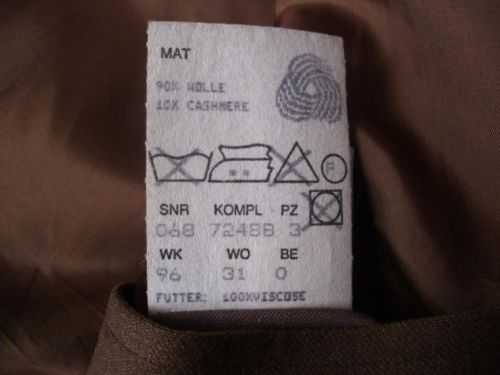 MAT
90% WOLLE
10% CASHMERE
P
SNR KOMPL PZ
068 72488 3
WK WO BE
96 31 0
FUTTER: 100%VISCOSE